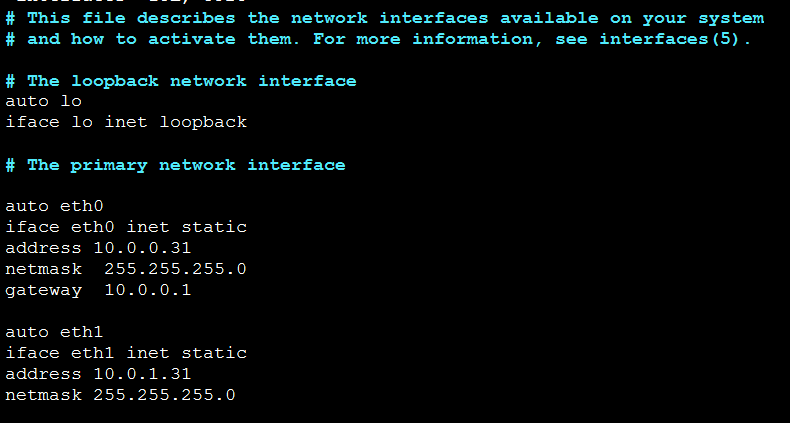 # This file describes the network interfaces available on your system
# and how to activate them. For more information, see interfaces(5).
# The loopback network interface
auto lo
iface lo inet loopback
# The primary network interface
auto eth0
iface eth0 inet static
address 10.0.0.31
netmask  255.255.255.0
gateway  10.0.0.1
auto eth1
iface eth1 inet static
address 10.0.1.31
netmask 255.255.255.0